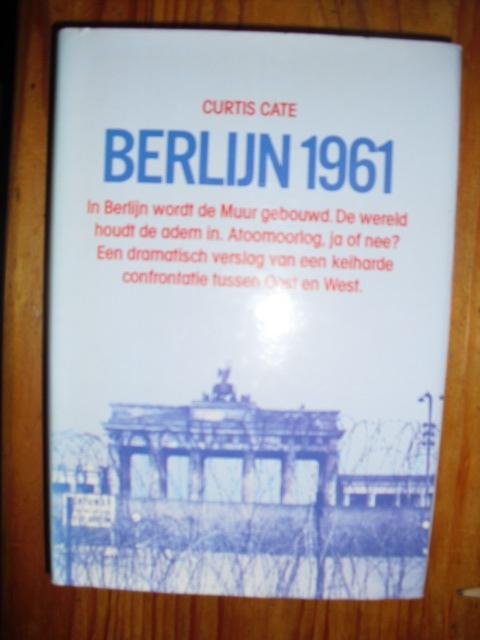 CURTIS CATE
BERLIJN 1961
In Berlijn wordt de Muur gebouwd. De wereld
houdt de adem in. Atoomoorlog, ja of nee?
Een dramatisch verslag van een keiharde
confrontatie tussen Oost en West.